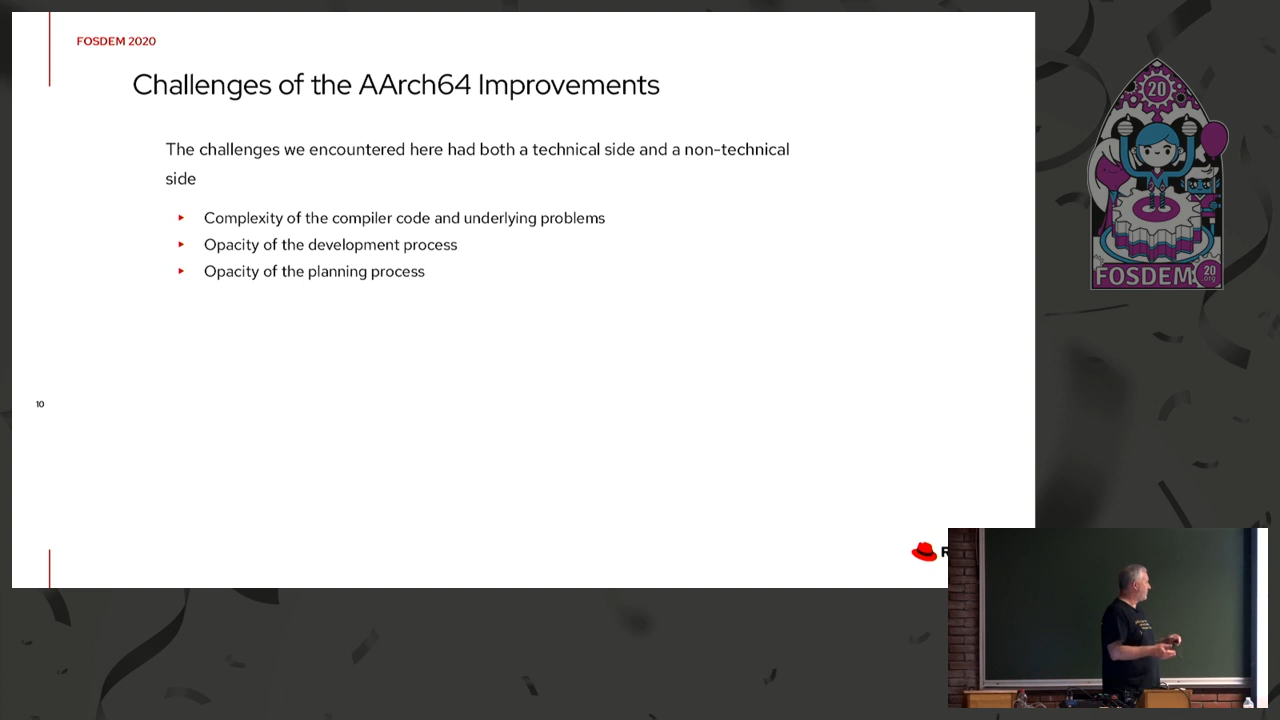 FOSDEM 2020
Challenges of the AArch64 Improvements
The challenges we encountered here had both a technical side and a non-technical
side
Complexity of the compiler code and underlying problems
Opacity of the development process
Opacity of the planning process
10
20
FOSDEM
20
.org